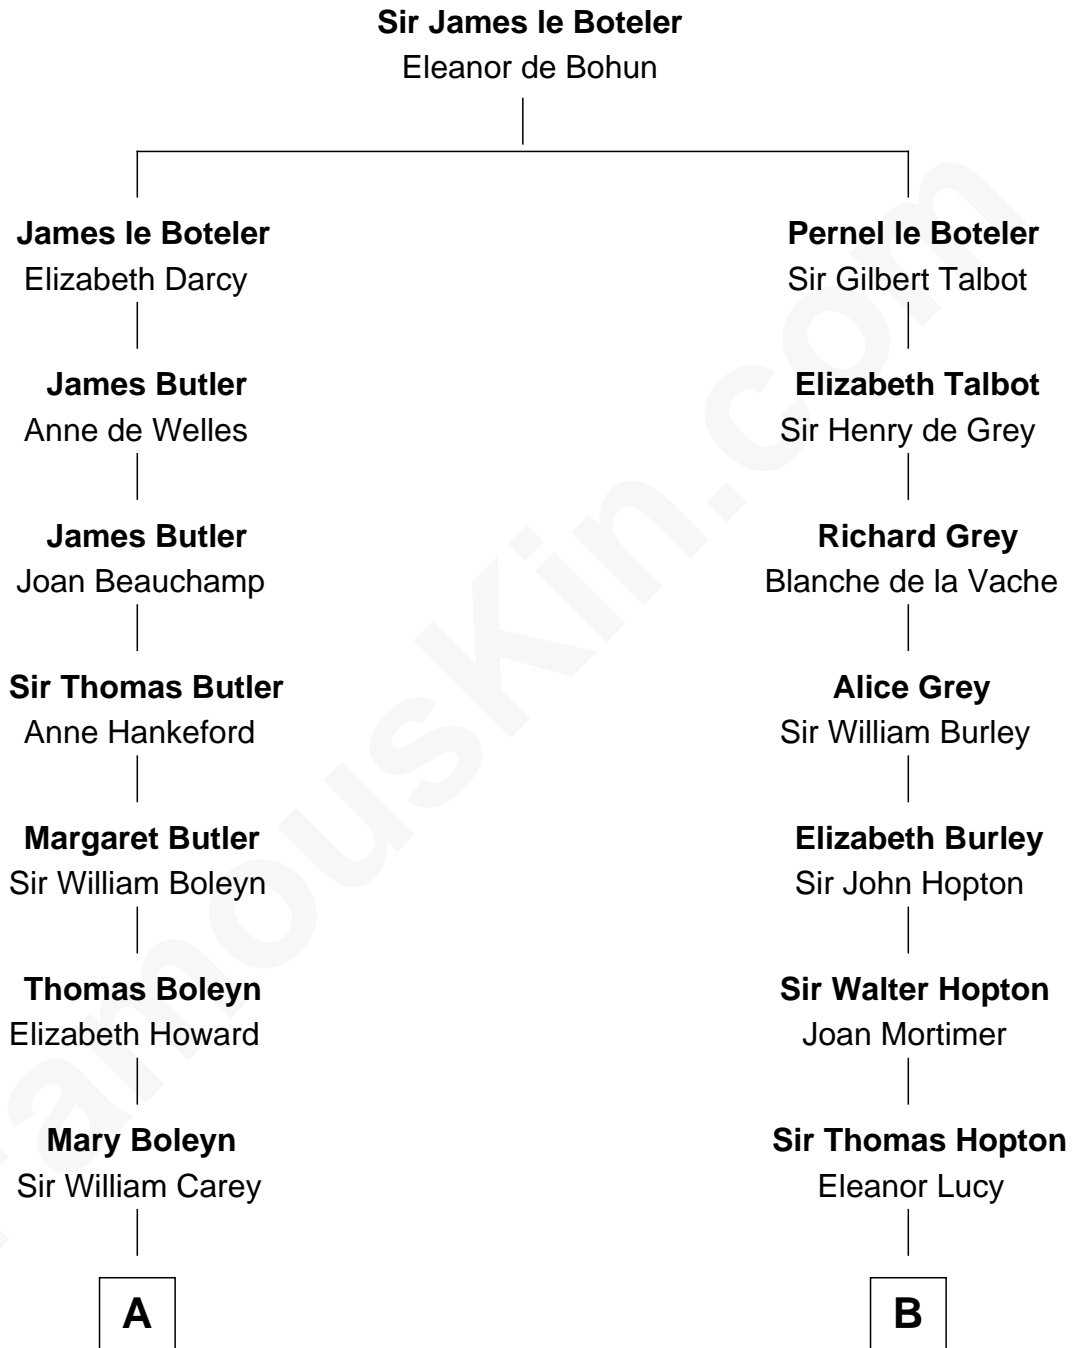 Sir James le Boteler
Eleanor de Bohun
James le Boteler
Elizabeth Darcy
James Butler
Anne de Welles
James Butler
Joan Beauchamp
Sir Thomas Butler
Anne Hankeford
Margaret Butler
Sir William Boleyn
Thomas Boleyn
Elizabeth Howard
Mary Boleyn
Sir William Carey
A
Pernel le Boteler
Sir Gilbert Talbot
Elizabeth Talbot
Sir Henry de Grey
Richard Grey
Blanche de la Vache
Alice Grey
Sir William Burley
Elizabeth Burley
Sir John Hopton
Sir Walter Hopton
Joan Mortimer
Sir Thomas Hopton
Eleanor Lucy
B
FamousKin.com